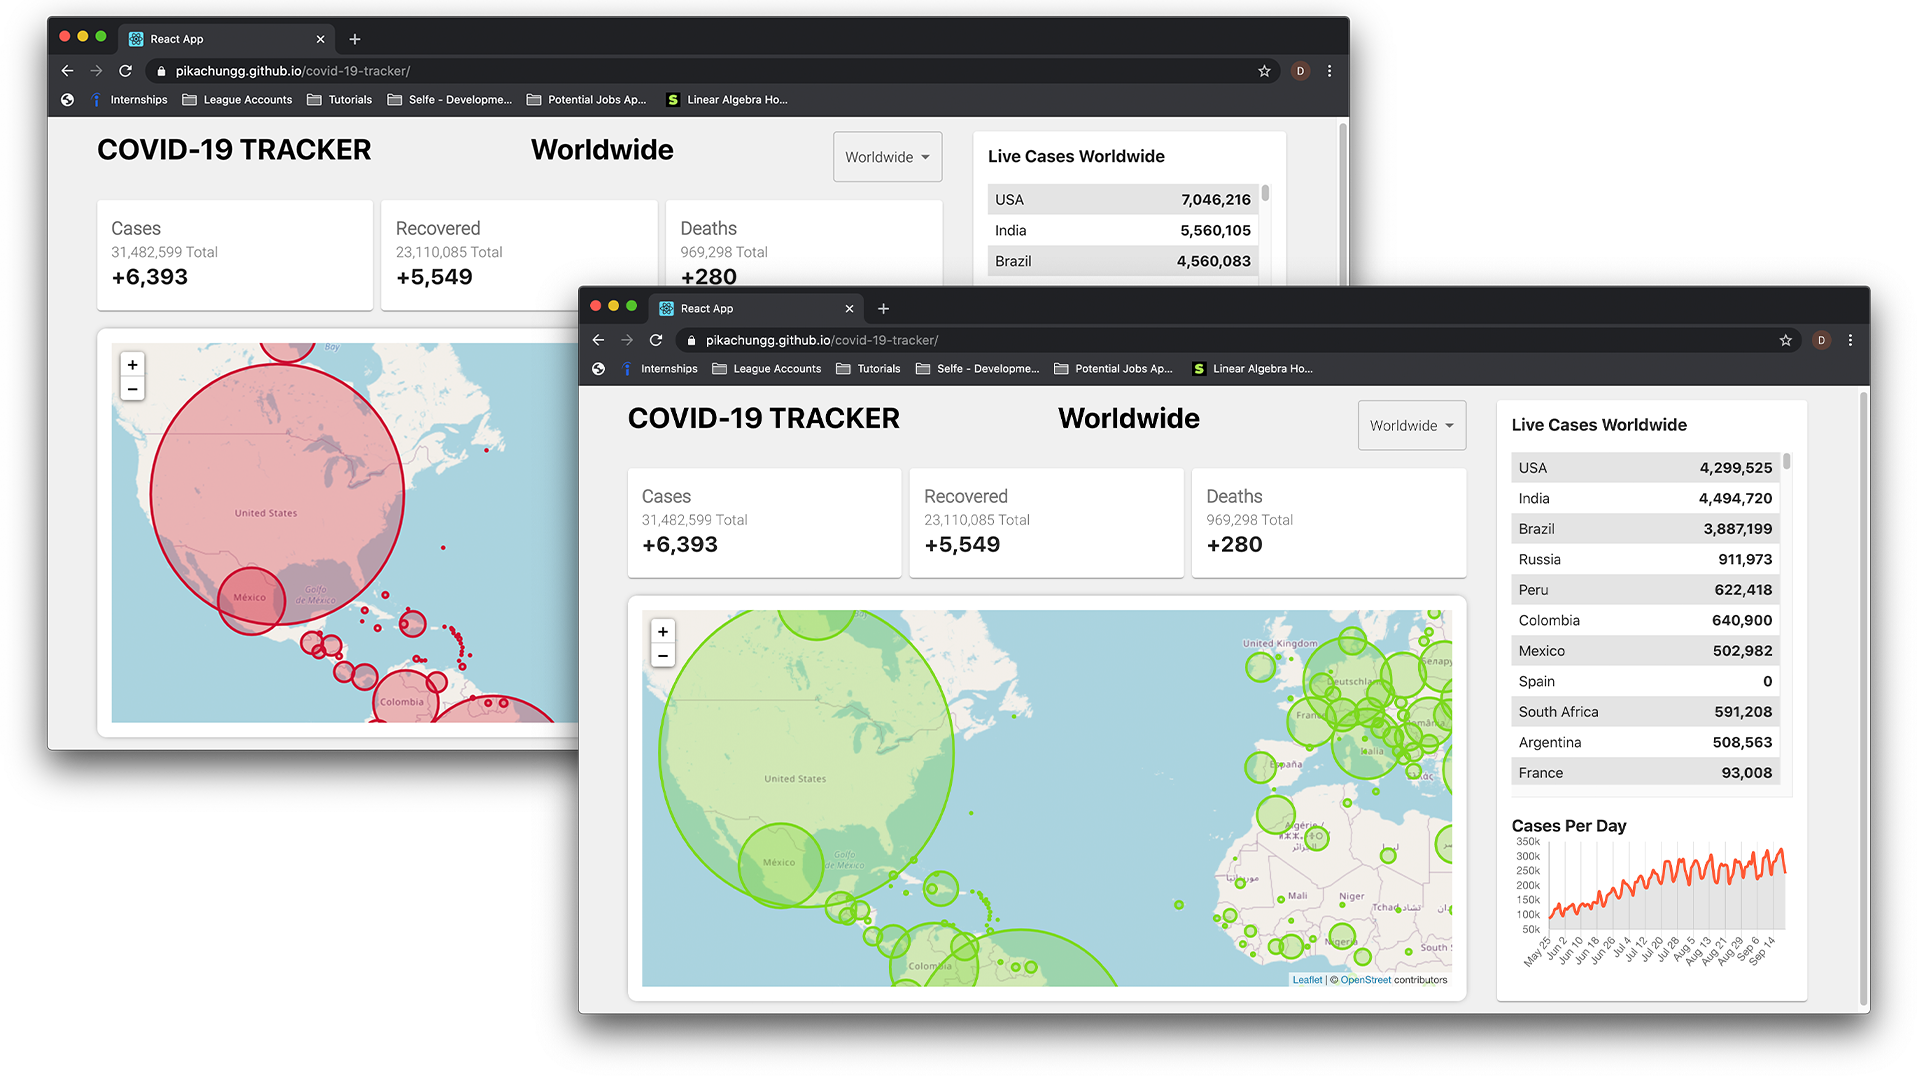 React App
pikachungg.github.io/covid-19-tracker/
D
Internships
League Accounts
Tutorials
Selfe - Developme...
Potential Jobs Ap...
S
Linear Algebra Ho...
COVID-19 TRACKER
Worldwide
Worldwide
Cases
31,482,599 Total
+6,393
Recovered
23,110,085 Total
+5,549
Deaths
969,298 Total
+280
Live Cases Worldwide
USA 7,046,216
India 5,560,105
Brazil 4,560,083
+
−
Bay
United States
México
Golfo
de México
Colombia
React App
pikachungg.github.io/covid-19-tracker/
D
Internships
League Accounts
Tutorials
Selfe - Developme...
Potential Jobs Ap...
S
Linear Algebra Ho...
COVID-19 TRACKER
Worldwide
Worldwide
Cases
31,482,599 Total
+6,393
Recovered
23,110,085 Total
+5,549
Deaths
969,298 Total
+280
+
−
United Kingdom
Deutschland
España
Italia
United States
México
Golfo
de México
Colombia
Mali
Niger
Nigeria
South S
Leaflet | © OpenStreet contributors
Live Cases Worldwide
USA 4,299,525
India 4,494,720
Brazil 3,887,199
Russia 911,973
Peru 622,418
Colombia 640,900
Mexico 502,982
Spain 0
South Africa 591,208
Argentina 508,563
France 93,008
Cases Per Day
350k
300k
250k
200k
150k
100k
50k
May 25
Jun 2
Jun 10
Jun 18
Jun 26
Jul 4
Jul 12
Jul 20
Jul 28
Aug 5
Aug 13
Aug 21
Aug 29
Sep 6
Sep 14